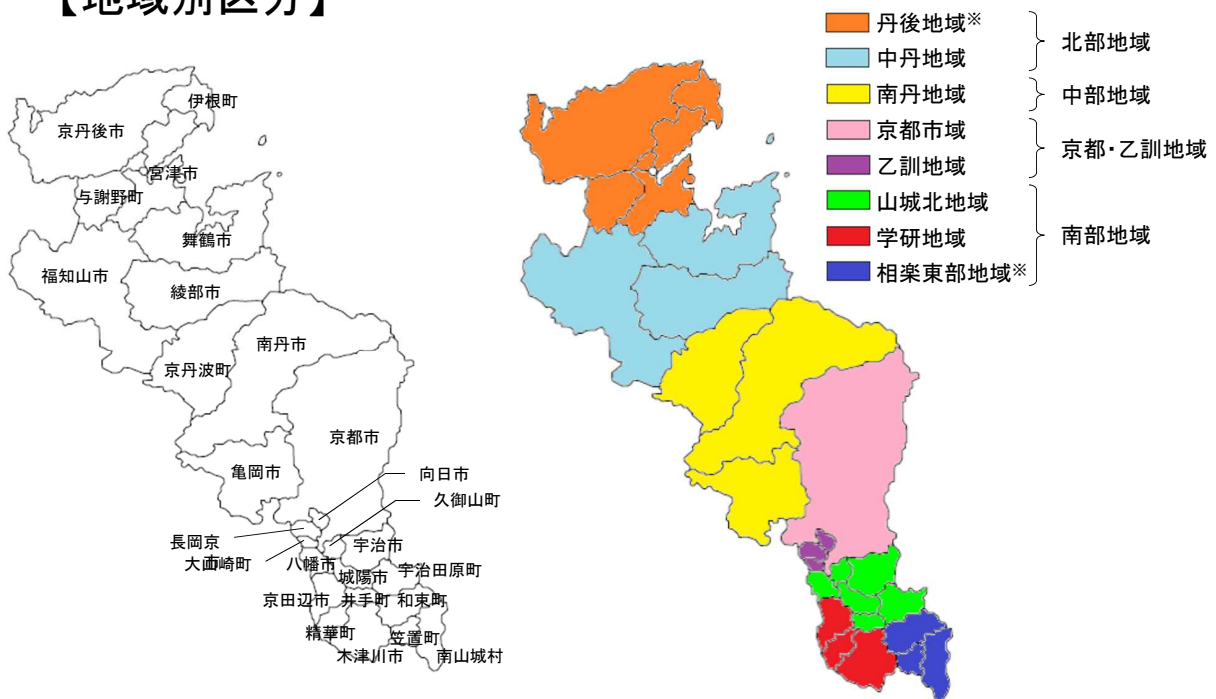 【地域別区分】
丹後地域※
中丹地域
北部地域
南丹地域
中部地域
京都市域
乙訓地域
京都・乙訓地域
山城北地域
学研地域
相楽東部地域※
南部地域
伊根町
京丹後市
宮津市
与謝野町
舞鶴市
福知山市
綾部市
南丹市
京丹波町
京都市
亀岡市
向日市
久御山町
長岡京
市
大山崎町
宇治市
八幡市
城陽市
宇治田原町
京田辺市
井手町
和束町
精華町
笠置町
木津川市
南山城村